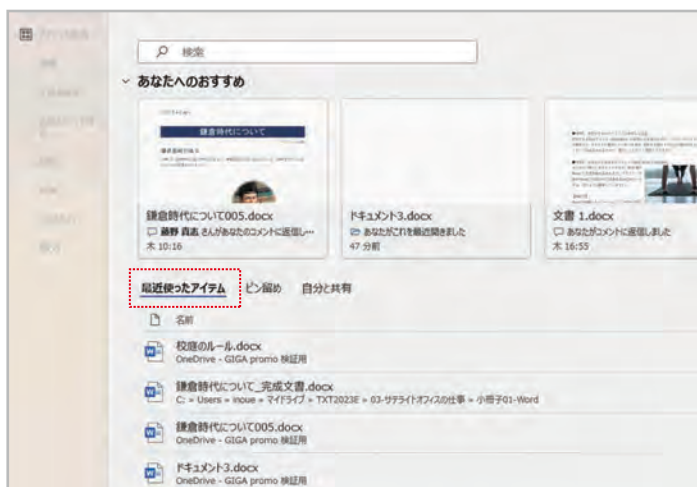 検索
あなたへのおすすめ
鎌倉時代について
鎌倉時代について005.docx
藤野 真志 さんがあなたのコメントに返信し…
木 10:16
ドキュメント3.docx
あなたがこれを最近開きました
47 分前
文書 1.docx
あなたがコメントに返信しました
木 16:55
最近使ったアイテム ピン留め 自分と共有
名前
校庭のルール.docx
OneDrive - GIGA promo 検証用
鎌倉時代について_完成文書.docx
C: » Users » inoue » マイドライブ » TXT2023E » 03-サテライトオフィスの仕事 » 小冊子01-Word
鎌倉時代について005.docx
OneDrive - GIGA promo 検証用
ドキュメント3.docx
OneDrive - GIGA promo 検証用